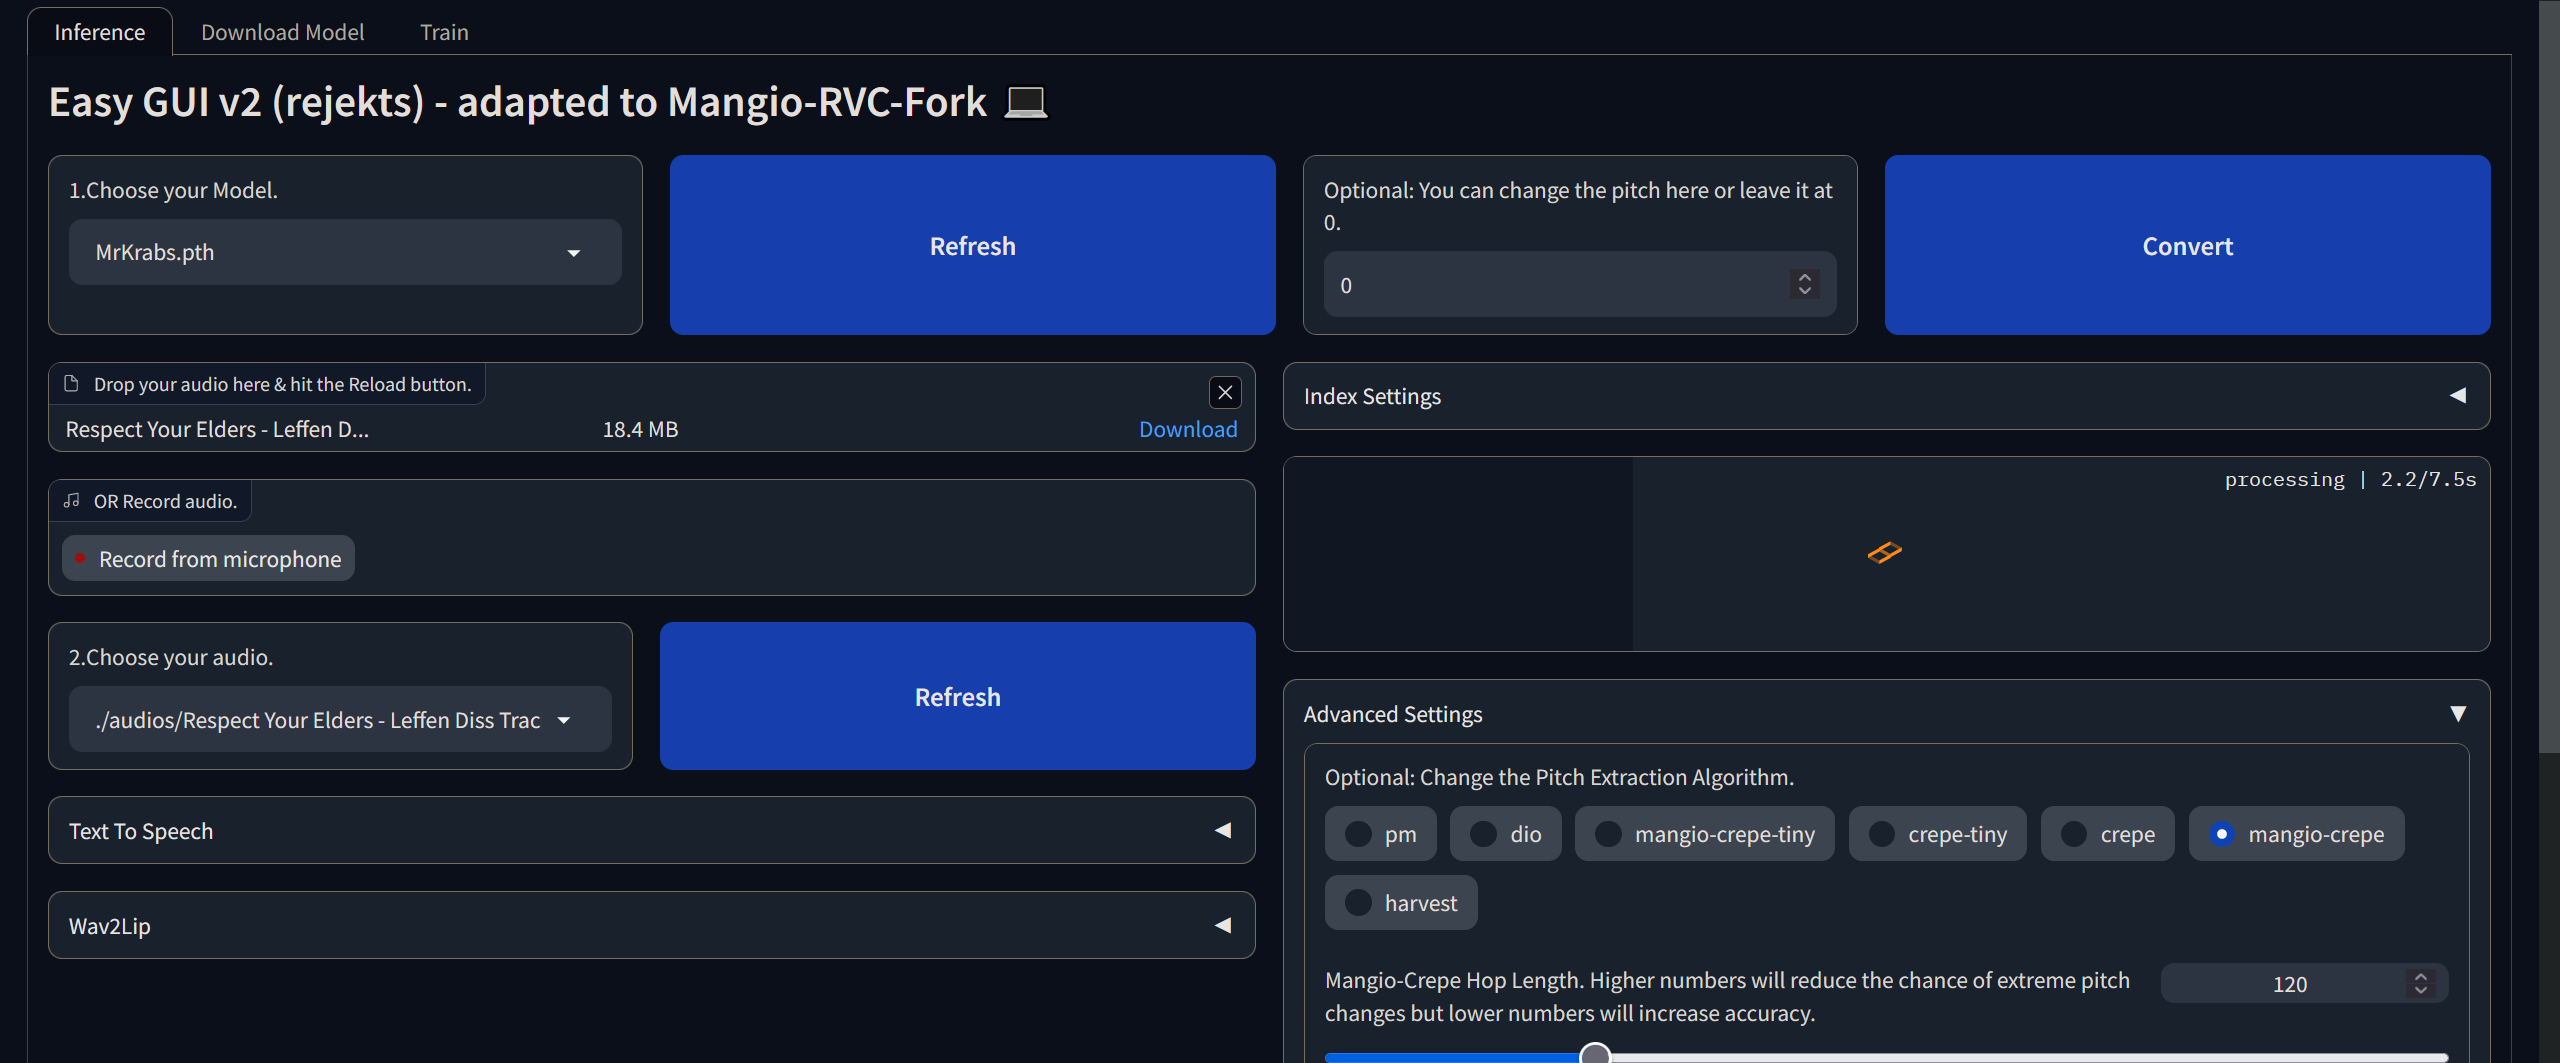 Inference
Download Model
Train
Easy GUI v2 (rejekts) - adapted to Mangio-RVC-Fork 💻
1.Choose your Model.
MrKrabs.pth
Refresh
Optional: You can change the pitch here or leave it at
0.
0
Convert
Drop your audio here & hit the Reload button.
Respect Your Elders - Leffen D...
18.4 MB
Download
OR Record audio.
Record from microphone
2.Choose your audio.
./audios/Respect Your Elders - Leffen Diss Trac
Refresh
Text To Speech
Wav2Lip
Index Settings
processing | 2.2/7.5s
Advanced Settings
Optional: Change the Pitch Extraction Algorithm.
pm
dio
mangio-crepe-tiny
crepe-tiny
crepe
mangio-crepe
harvest
Mangio-Crepe Hop Length. Higher numbers will reduce the chance of extreme pitch
changes but lower numbers will increase accuracy.
120